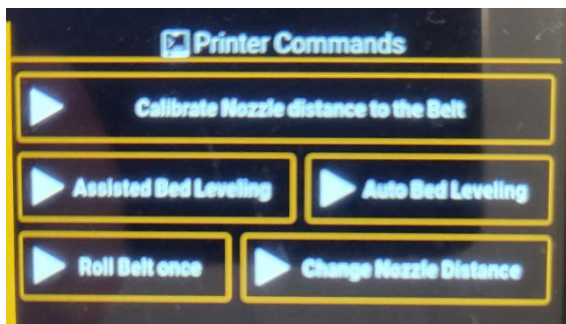 Printer Commands
Calibrate Nozzle distance to the Belt
Assisted Bed Leveling
Auto Bed Leveling
Roll Belt once
Change Nozzle Distance